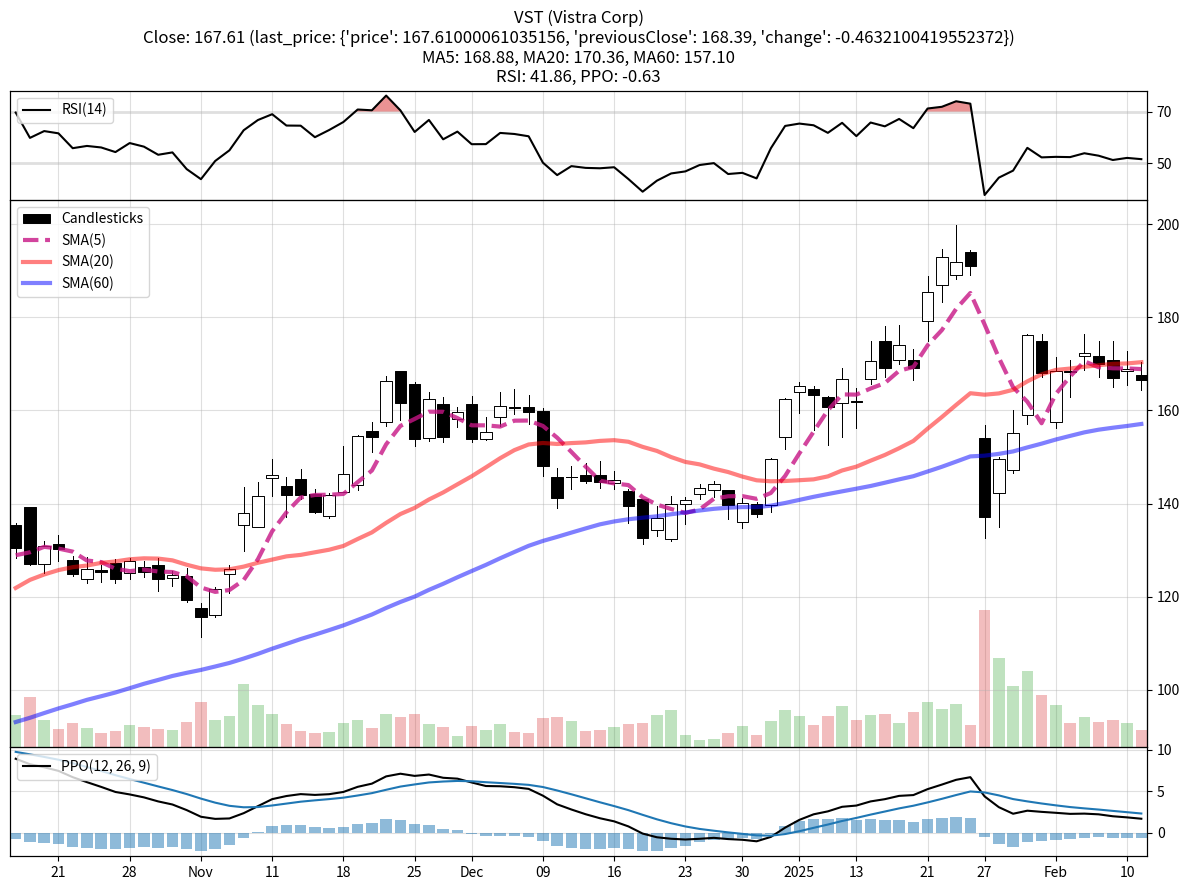 VST (Vistra Corp)
Close: 167.61 (last_price: {'price': 167.61000061035156, 'previousClose': 168.39, 'change': -0.4632100419552372})
MA5: 168.88, MA20: 170.36, MA60: 157.10
RSI: 41.86, PPO: -0.63
RSI(14)
70
50
Candlesticks
SMA(5)
SMA(20)
SMA(60)
200
180
160
140
120
100
PPO(12, 26, 9)
10
5
0
21 28 Nov 11 18 25 Dec 09 16 23 30 2025 13 21 27 Feb 10